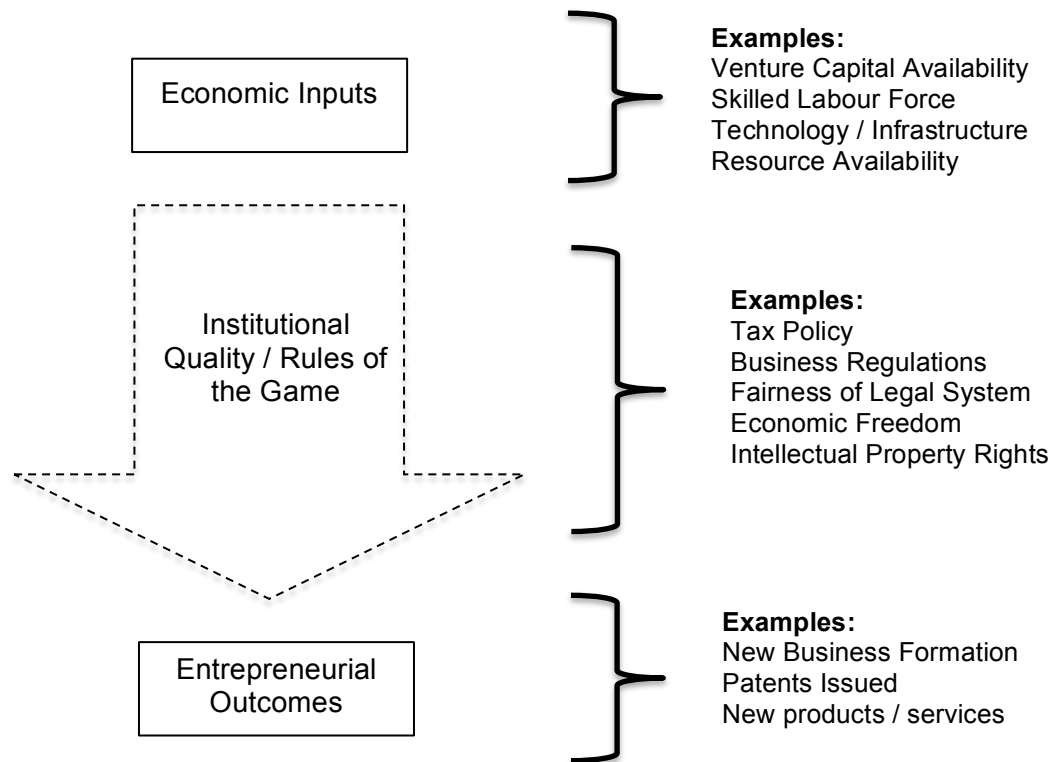 Economic Inputs
Examples:
Venture Capital Availability
Skilled Labour Force
Technology / Infrastructure
Resource Availability
Institutional
Quality / Rules of
the Game
Examples:
Tax Policy
Business Regulations
Fairness of Legal System
Economic Freedom
Intellectual Property Rights
Entrepreneurial
Outcomes
Examples:
New Business Formation
Patents Issued
New products / services